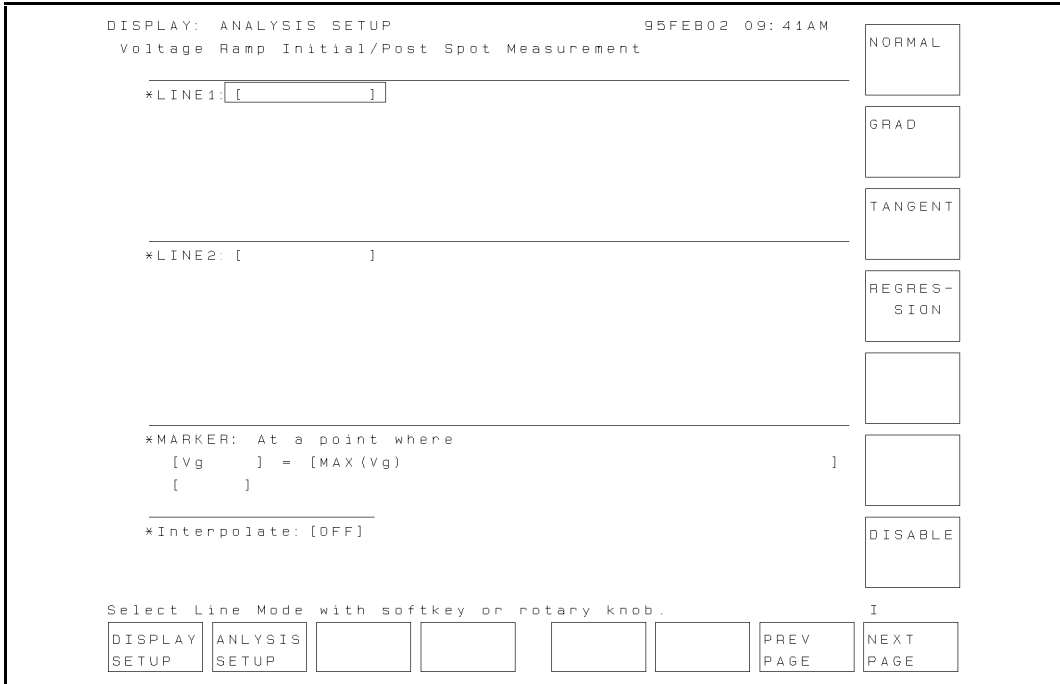 DISPLAY: ANALYSIS SETUP 95FEB02 09:41AM
Voltage Ramp Initial/Post Spot Measurement
NORMAL
*LINE1: [ ]
GRAD
TANGENT
*LINE2: [ ]
REGRES-
SION
*MARKER: At a point where
[Vg ] = [MAX(Vg) ]
[ ]
*Interpolate: [OFF]
DISABLE
Select Line Mode with softkey or rotary knob. I
DISPLAY
SETUP
ANLYSIS
SETUP
PREV
PAGE
NEXT
PAGE